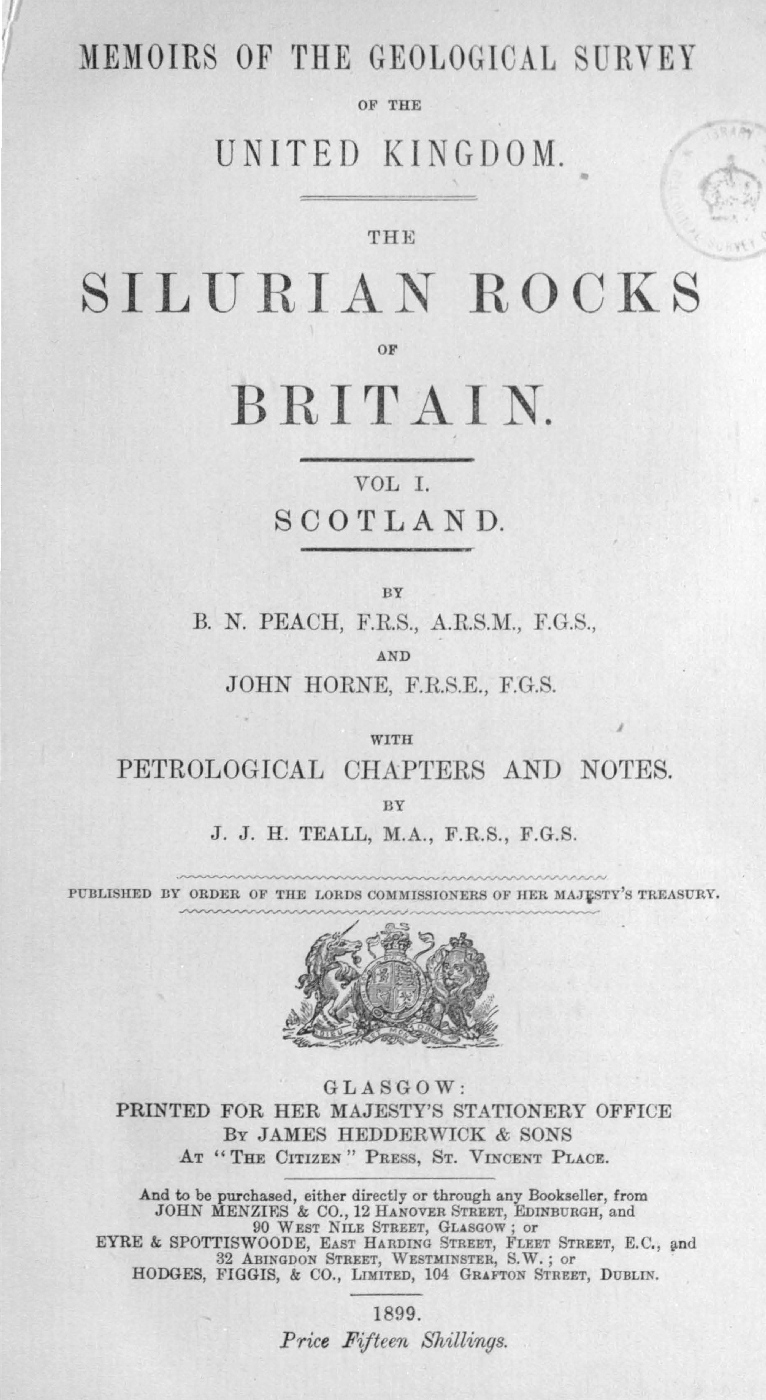 MEMOIRS OF THE GEOLOGICAL SURVEY
OF THE
UNITED KINGDOM.
THE
SILURIAN ROCKS
OF
BRITAIN.
VOL I.
SCOTLAND.
BY
B. N. PEACH, F.R.S., A.R.S.M., F.G.S.,
AND
JOHN HORNE, F.R.S.E., F.G.S.
WITH
PETROLOGICAL CHAPTERS AND NOTES.
BY
J. J. H. TEALL, M.A., F.R.S., F.G.S.
PUBLISHED BY ORDER OF THE LORDS COMMISSIONERS OF HER MAJESTY'S TREASURY.
GLASGOW:
PRINTED FOR HER MAJESTY'S STATIONERY OFFICE
BY JAMES HEDDERWICK & SONS
AT "THE CITIZEN" PRESS, ST. VINCENT PLACE.
And to be purchased, either directly or through any Bookseller, from
JOHN MENZIES & CO., 12 HANOVER STREET, EDINBURGH, and
90 WEST NILE STREET, GLASGOW; or
EYRE & SPOTTISWOODE, EAST HARDING STREET, FLEET STREET, E.C., and
32 ABINGDON STREET, WESTMINSTER, S.W.; or
HODGES, FIGGIS, & CO., LIMITED, 104 GRAFTON STREET, DUBLIN.
1899.
Price Fifteen Shillings.